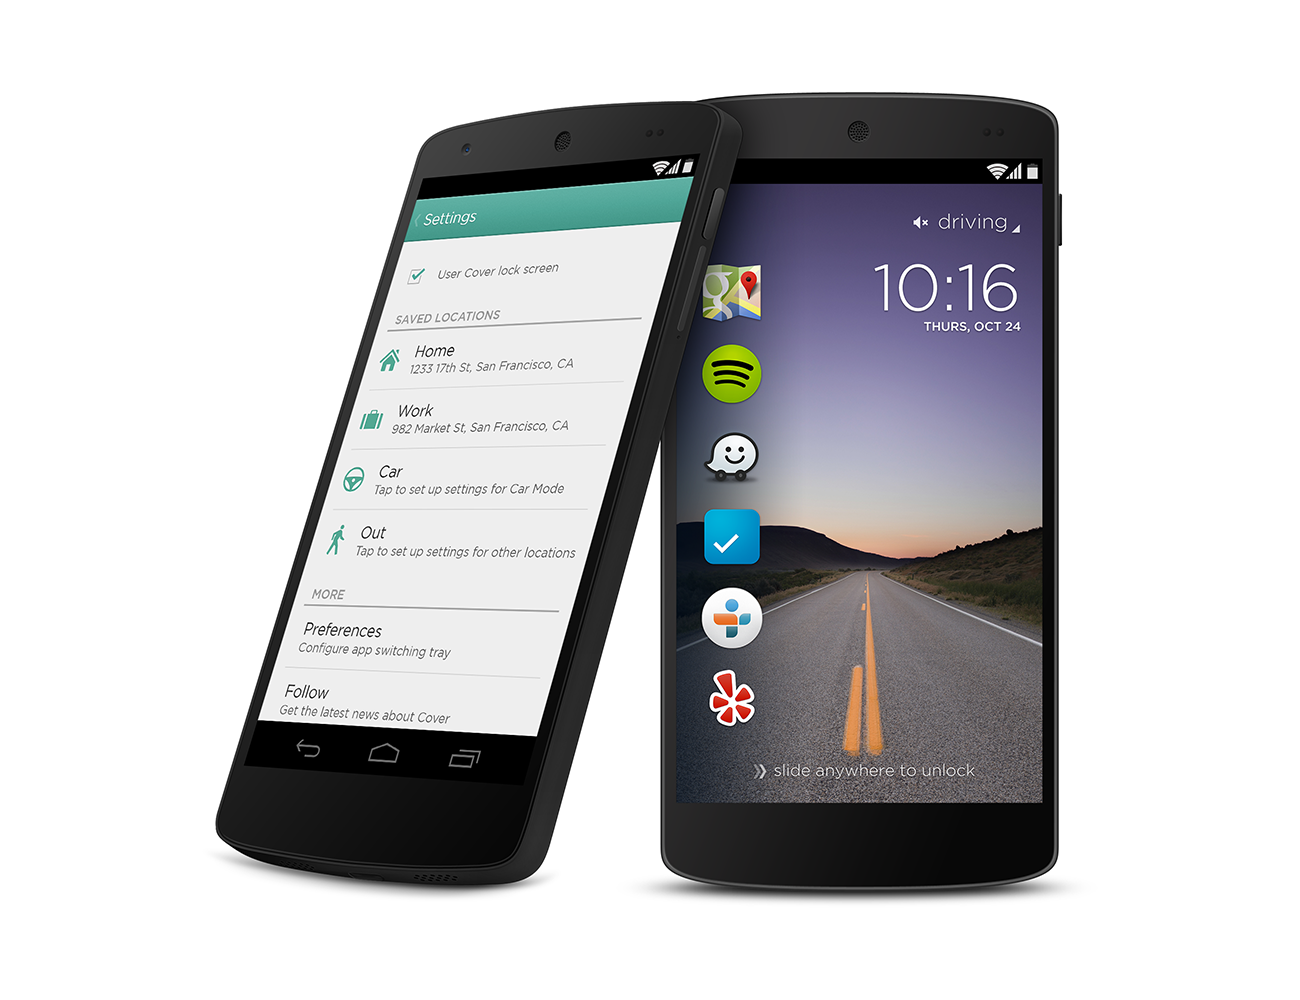 Settings
User Cover lock screen
SAVED LOCATIONS
Home
1233 17th St, San Francisco, CA
Work
982 Market St, San Francisco, CA
Car
Tap to set up settings for Car Mode
Out
Tap to set up settings for other locations
MORE
Preferences
Configure app switching tray
Follow
Get the latest news about Cover
driving
10:16
THURS, OCT 24
g
slide anywhere to unlock